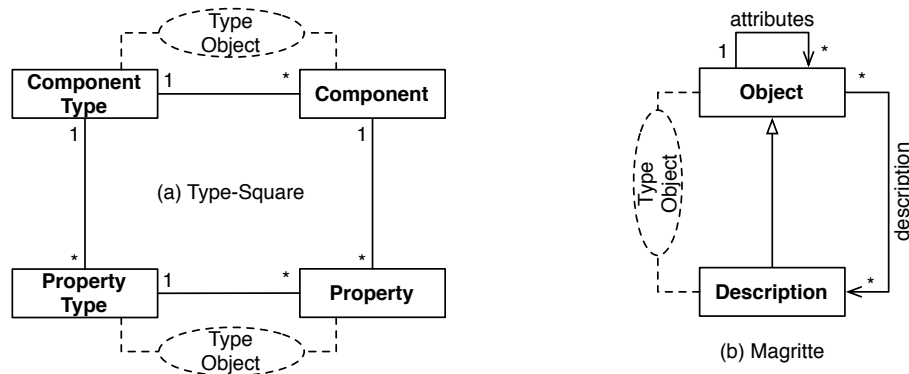 Type
Object
Component
Type
1
*
Component
1
1
(a) Type-Square
*
*
Property
Type
1
*
Property
Type
Object
attributes
1
*
Object
*
Type
Object
description
Description
*
(b) Magritte